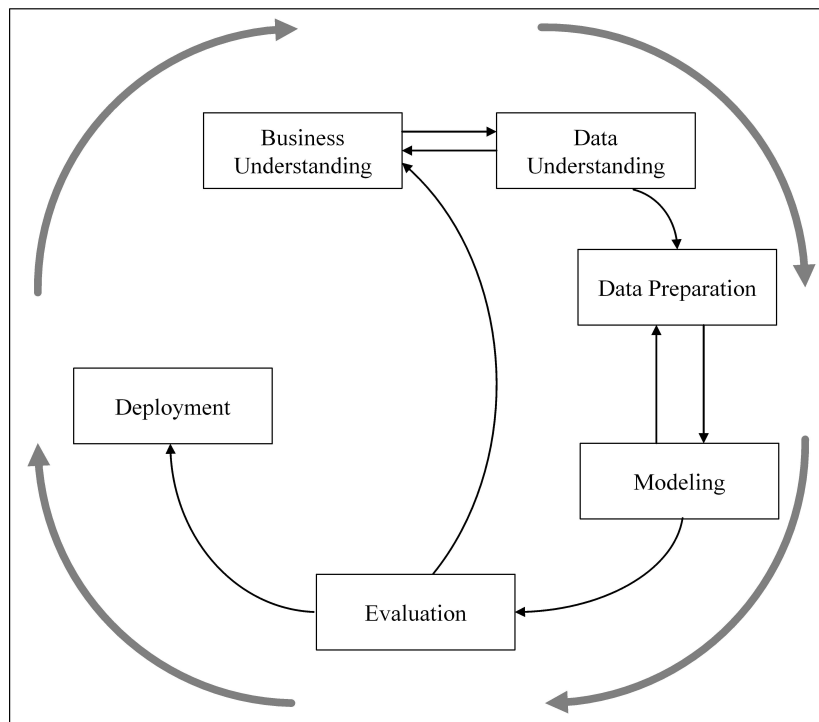 Business
Understanding
Data
Understanding
Data Preparation
Deployment
Modeling
Evaluation